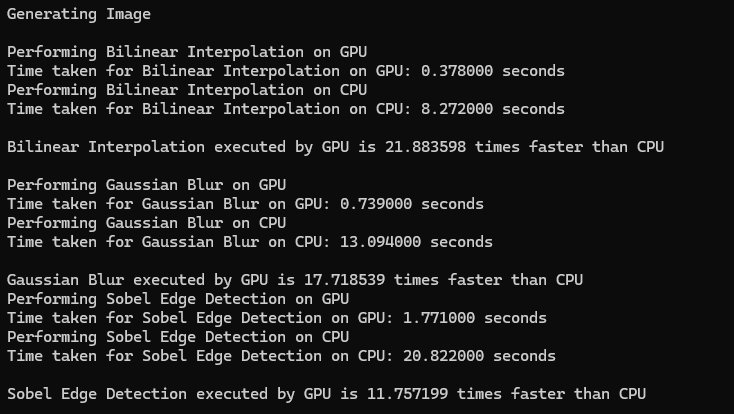 Generating Image
Performing Bilinear Interpolation on GPU
Time taken for Bilinear Interpolation on GPU: 0.378000 seconds
Performing Bilinear Interpolation on CPU
Time taken for Bilinear Interpolation on CPU: 8.272000 seconds
Bilinear Interpolation executed by GPU is 21.883598 times faster than CPU
Performing Gaussian Blur on GPU
Time taken for Gaussian Blur on GPU: 0.739000 seconds
Performing Gaussian Blur on CPU
Time taken for Gaussian Blur on CPU: 13.094000 seconds
Gaussian Blur executed by GPU is 17.718539 times faster than CPU
Performing Sobel Edge Detection on GPU
Time taken for Sobel Edge Detection on GPU: 1.771000 seconds
Performing Sobel Edge Detection on CPU
Time taken for Sobel Edge Detection on CPU: 20.822000 seconds
Sobel Edge Detection executed by GPU is 11.757199 times faster than CPU